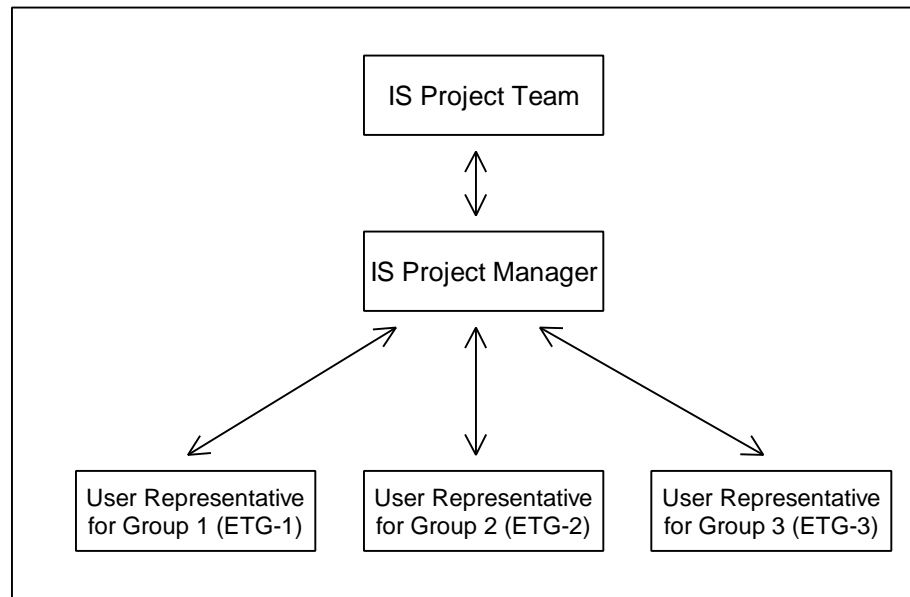 IS Project Team
IS Project Manager
User Representative
for Group 1 (ETG-1)
User Representative
for Group 2 (ETG-2)
User Representative
for Group 3 (ETG-3)